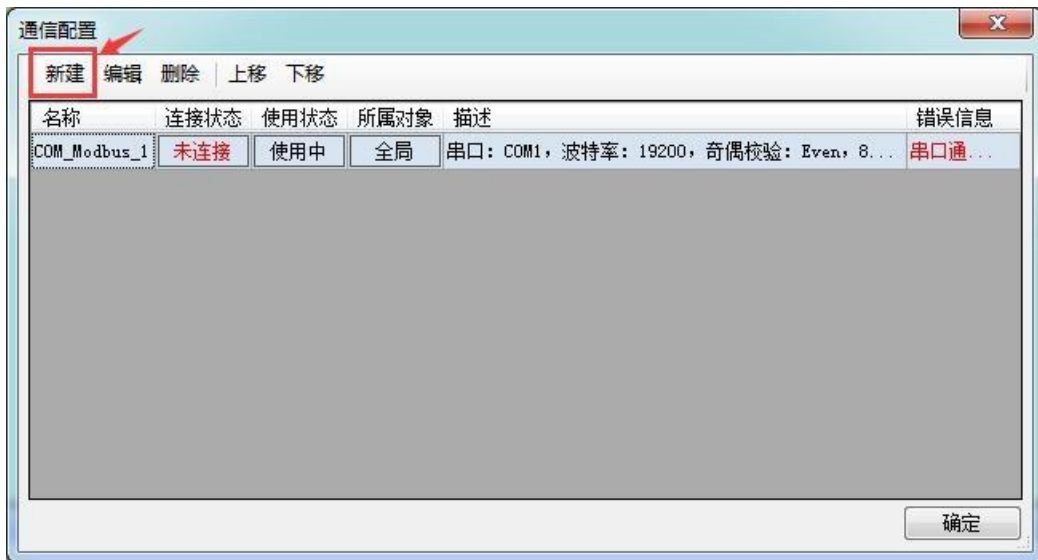 通信配置
新建 编辑 删除 上移 下移
名称 连接状态 使用状态 所属对象 描述 错误信息
COM_Modbus_1 未连接 使用中 全局 串口: COM1, 波特率: 19200, 奇偶校验: Even, 8... 串口通...
确定